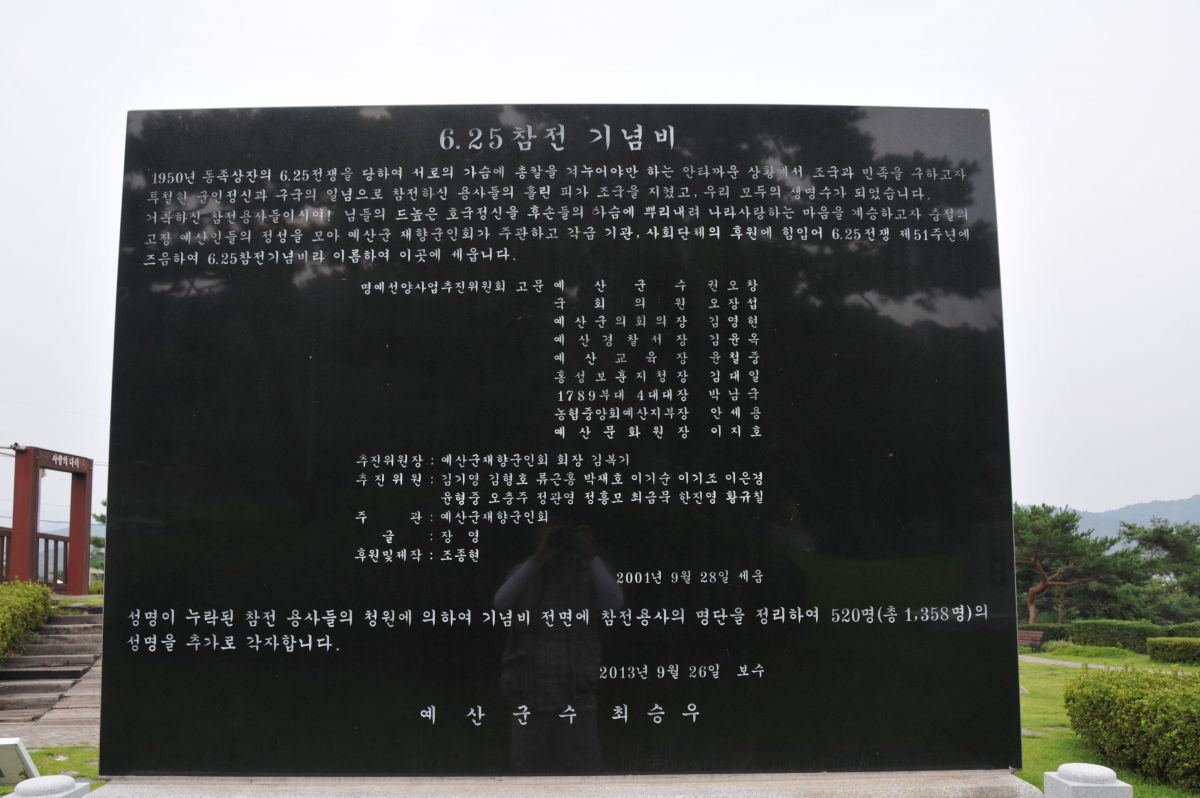 6.25참전 기념비
1950년 동족상잔의 6.25전쟁을 당하여 서로의 가슴에 총칼을 겨누어야만 하는 안타까운 상황에서 조국과 민족을 구하고자
투철한 군인정신과 구국의 일념으로 참전하신 용사들의 흘린 피가 조국을 지켰고, 우리 모두의 생명수가 되었습니다.
거룩하신 참전용사들이시여! 님들의 드높은 호국정신을 후손들의 가슴에 뿌리내려 나라사랑하는 마음을 계승하고자 충절의
고장 예산인들의 정성을 모아 예산군 재향군인회가 주관하고 각급 기관, 사회단체의 후원에 힘입어 6.25전쟁 제51주년에
즈음하여 6.25참전기념비라 이름하여 이곳에 세웁니다.
명예선양사업추진위원회 고문 예 산 군 수 권오창
국 회 의 원 오장섭
예산군의회의장 김영현
예산경찰서장 김윤옥
예 산 교 육 장 윤철중
홍성보훈지청장 김대일
1789부대 4대대장 박남국
농협중앙회예산지부장 안세용
예산문화원장 이지호
추진위원장 : 예산군재향군인회 회장 김복기
추진위원 : 김기영 김형호 류근홍 박재호 이기순 이기조 이은경
윤형중 오충주 정관영 정흥모 최금묵 한진영 황규칠
주 관 : 예산군재향군인회
글 : 장 영
후원및제작 : 조종현
2001년 9월 28일 세움
성명이 누락된 참전 용사들의 청원에 의하여 기념비 전면에 참전용사의 명단을 정리하여 520명(총 1,358명)의
성명을 추가로 각자합니다.
2013년 9월 26일 보수
예 산 군 수 최 승 우
사랑의 다리